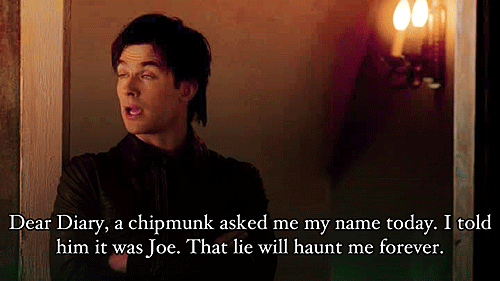 Dear Diary, a chipmunk asked me my name today. I told
him it was Joe. That lie will haunt me forever.